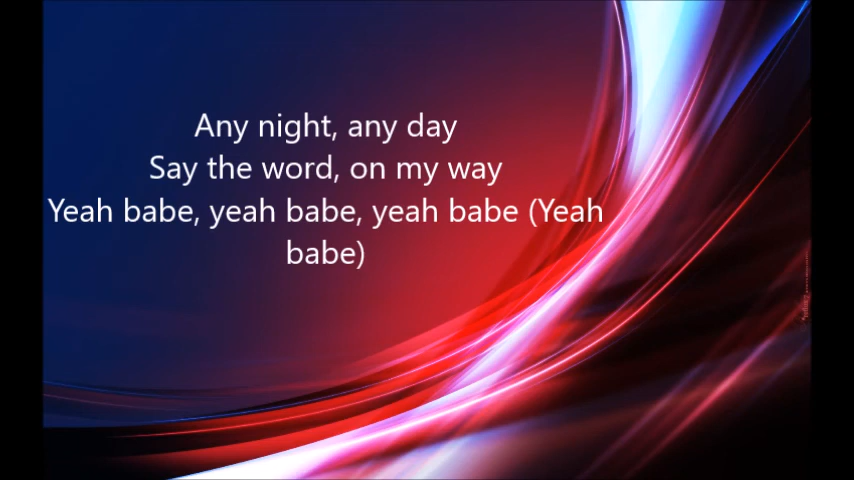 Any night, any day
Say the word, on my way
Yeah babe, yeah babe, yeah babe (Yeah
babe)